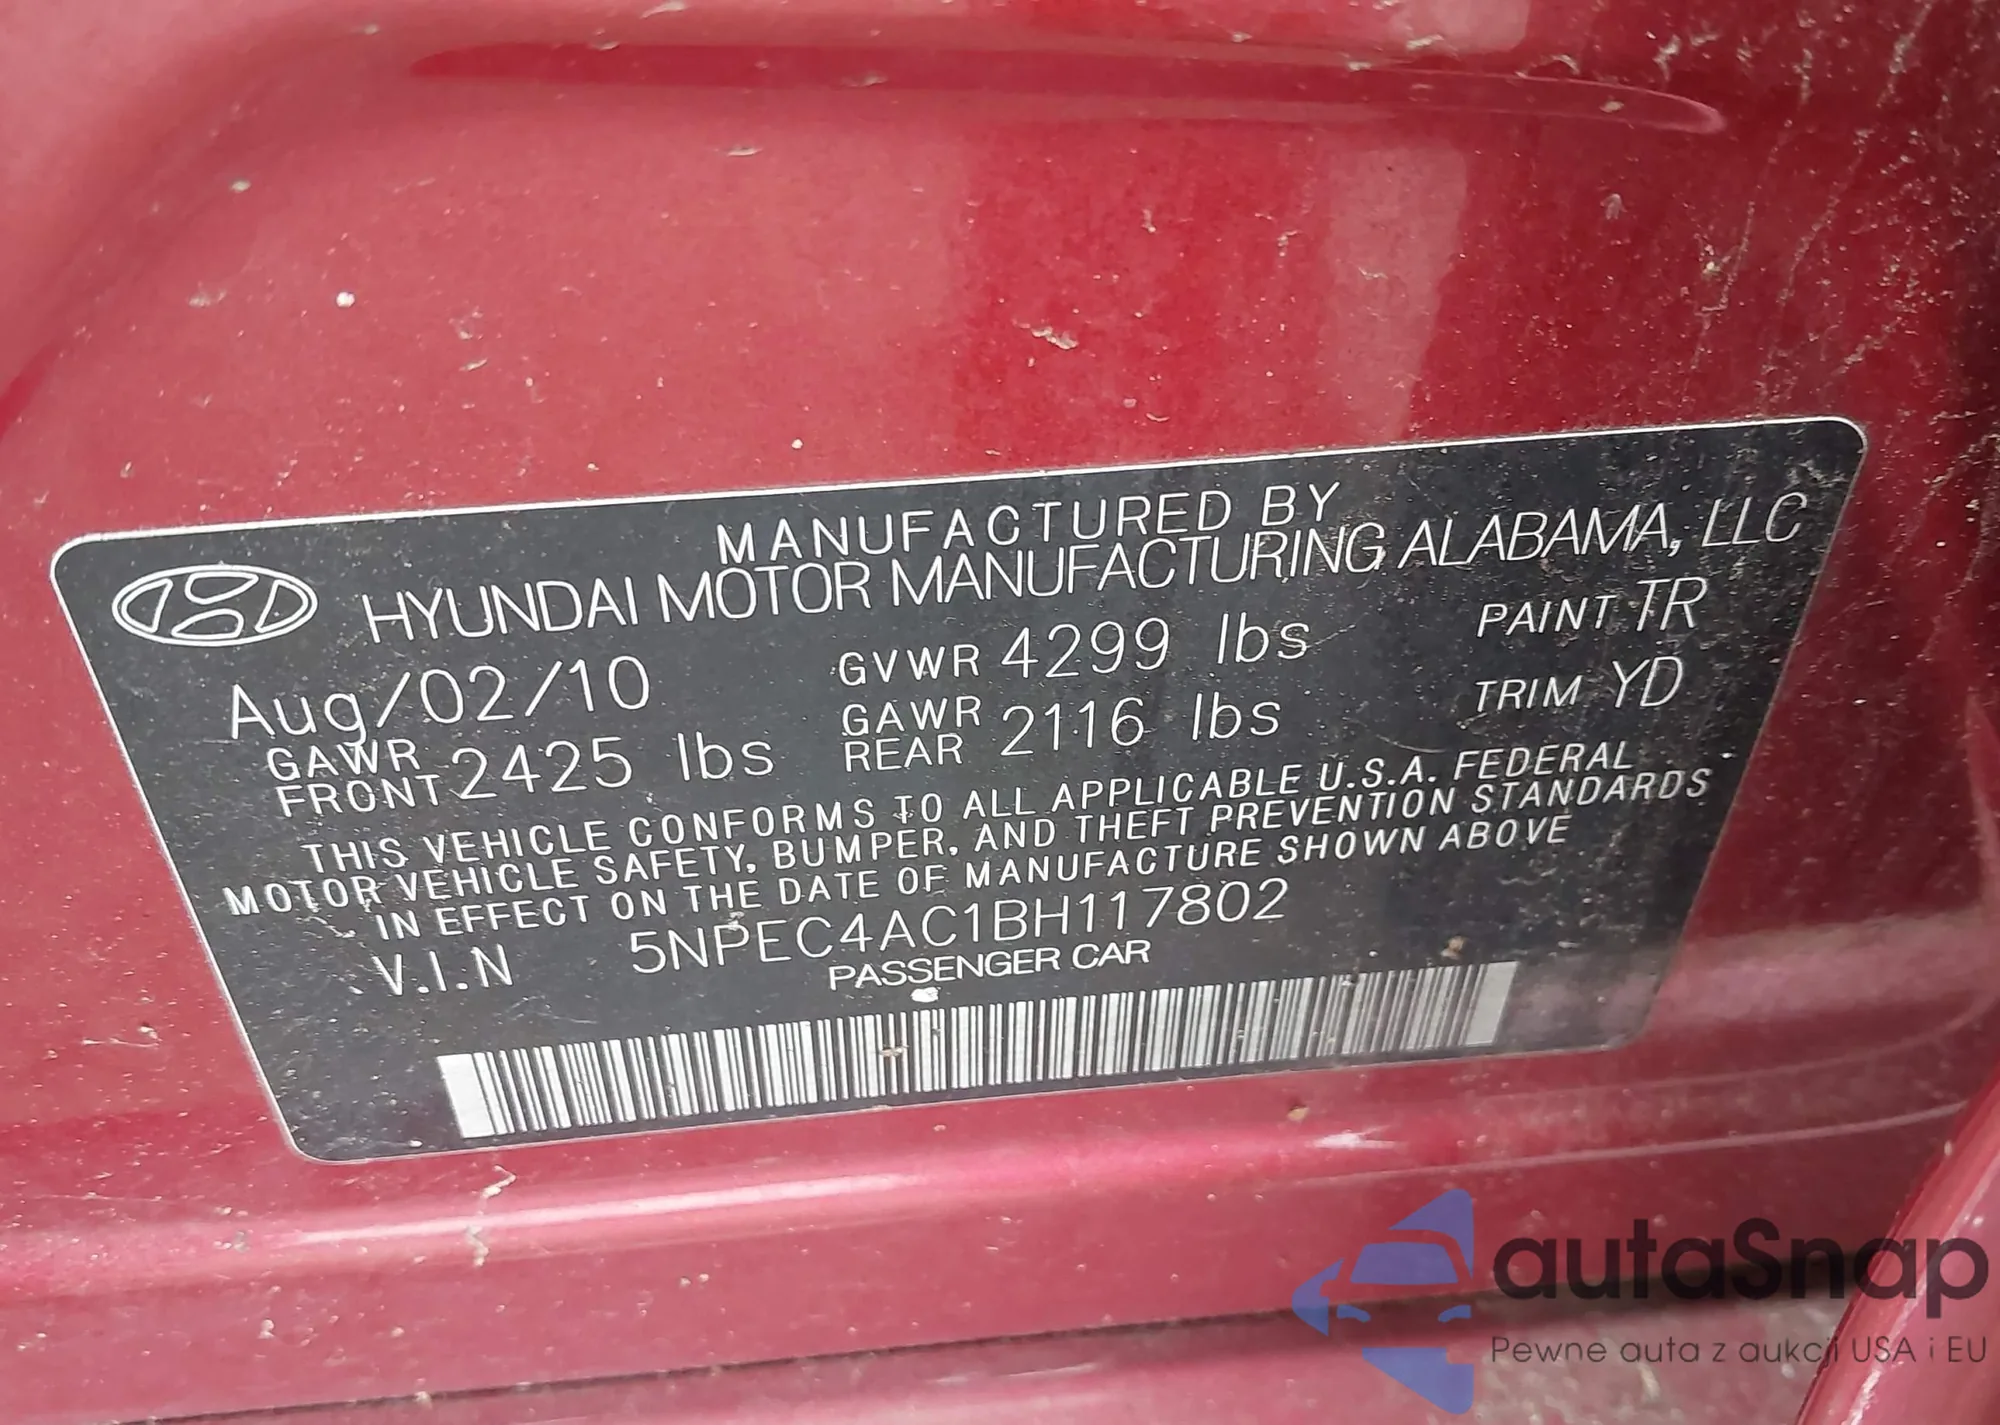 MANUFACTURED BY
HYUNDAI MOTOR MANUFACTURING ALABAMA, LLC
Aug/02/10 GVWR 4299 lbs PAINT TR
GAWR FRONT 2425 lbs GAWR REAR 2116 lbs TRIM YD
THIS VEHICLE CONFORMS TO ALL APPLICABLE U.S.A. FEDERAL
MOTOR VEHICLE SAFETY, BUMPER, AND THEFT PREVENTION STANDARDS
IN EFFECT ON THE DATE OF MANUFACTURE SHOWN ABOVE
V.I.N 5NPEC4AC1BH117802
PASSENGER CAR
autaSnap
Pewne auta z aukcji USA i EU